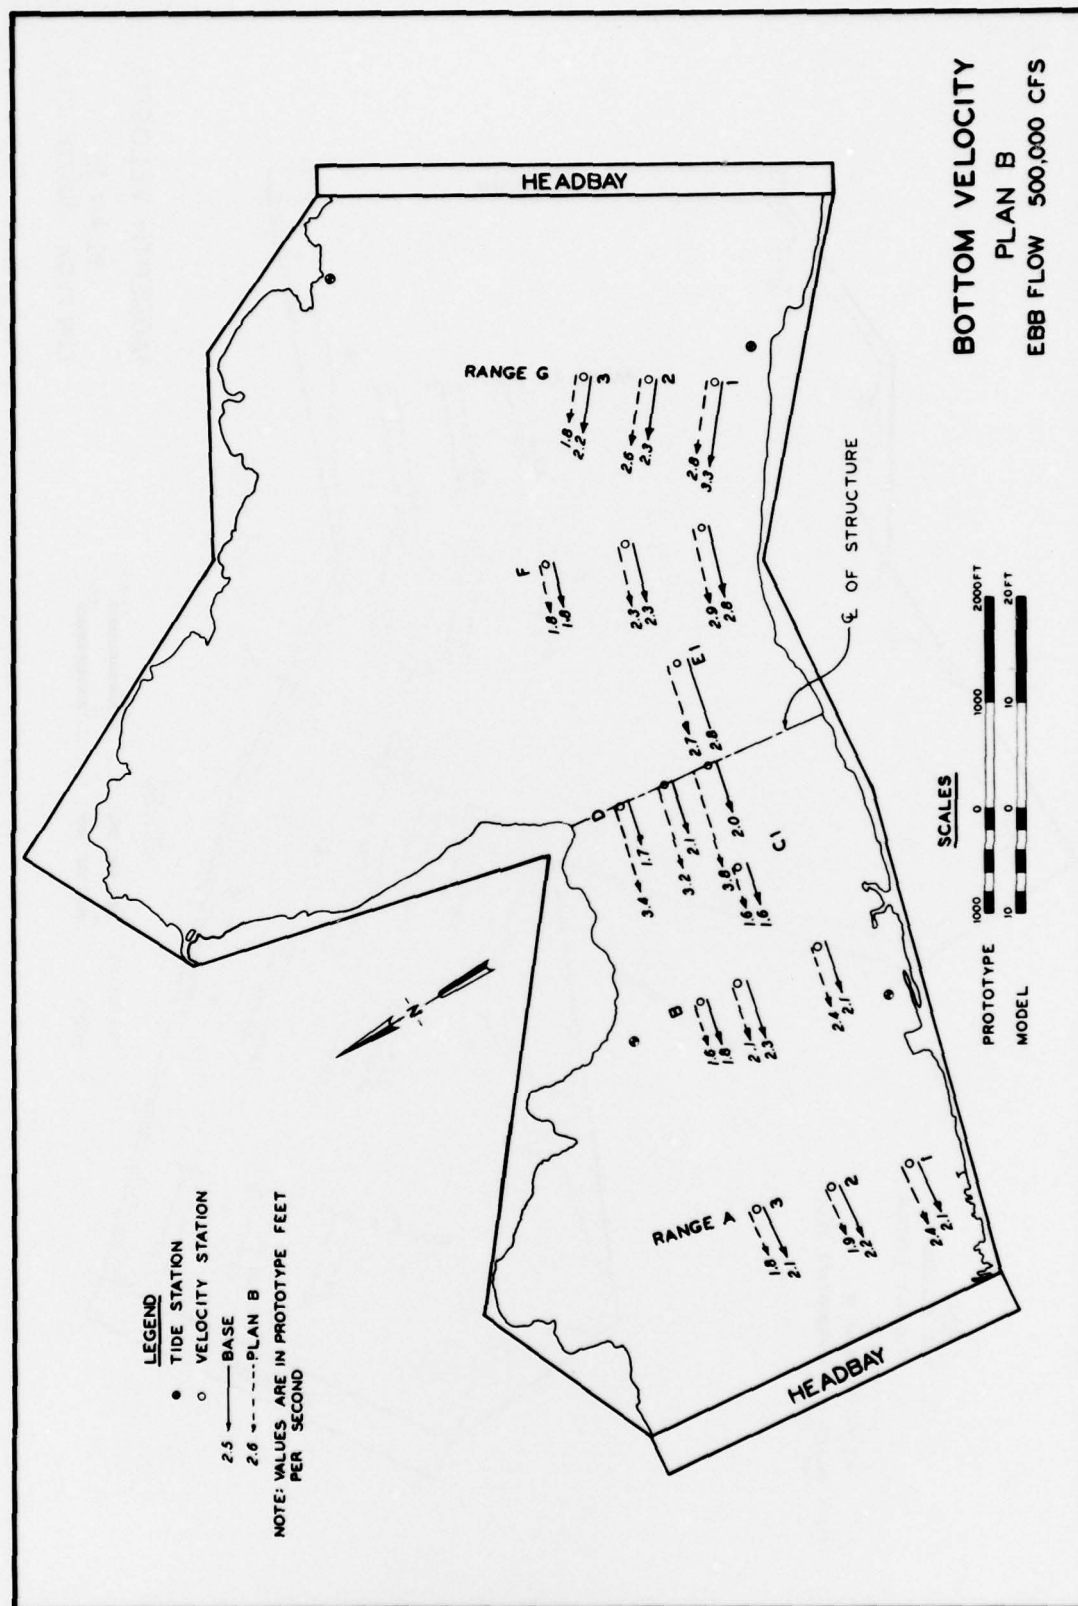 BOTTOM VELOCITY
PLAN B
EBB FLOW 500,000 CFS
HEADBAY
RANGE G
3
1.8
2.2
2
2.6
2.3
1
2.8
3.3
F
1.8
1.8
2.3
2.3
2.9
2.8
E1
2.7
2.8
℄ OF STRUCTURE
D
3.4
1.7
3.2
2.1
3.8
2.0
C1
1.6
1.6
B
1.6
1.8
2.1
2.3
2.4
2.1
N
RANGE A
3
1.8
2.1
2
1.9
2.2
1
2.4
2.1
HEADBAY
SCALES
PROTOTYPE 1000 0 1000 2000 FT
MODEL 10 0 10 20 FT
LEGEND
TIDE STATION
VELOCITY STATION
2.5 BASE
2.6 PLAN B
NOTE: VALUES ARE IN PROTOTYPE FEET
PER SECOND